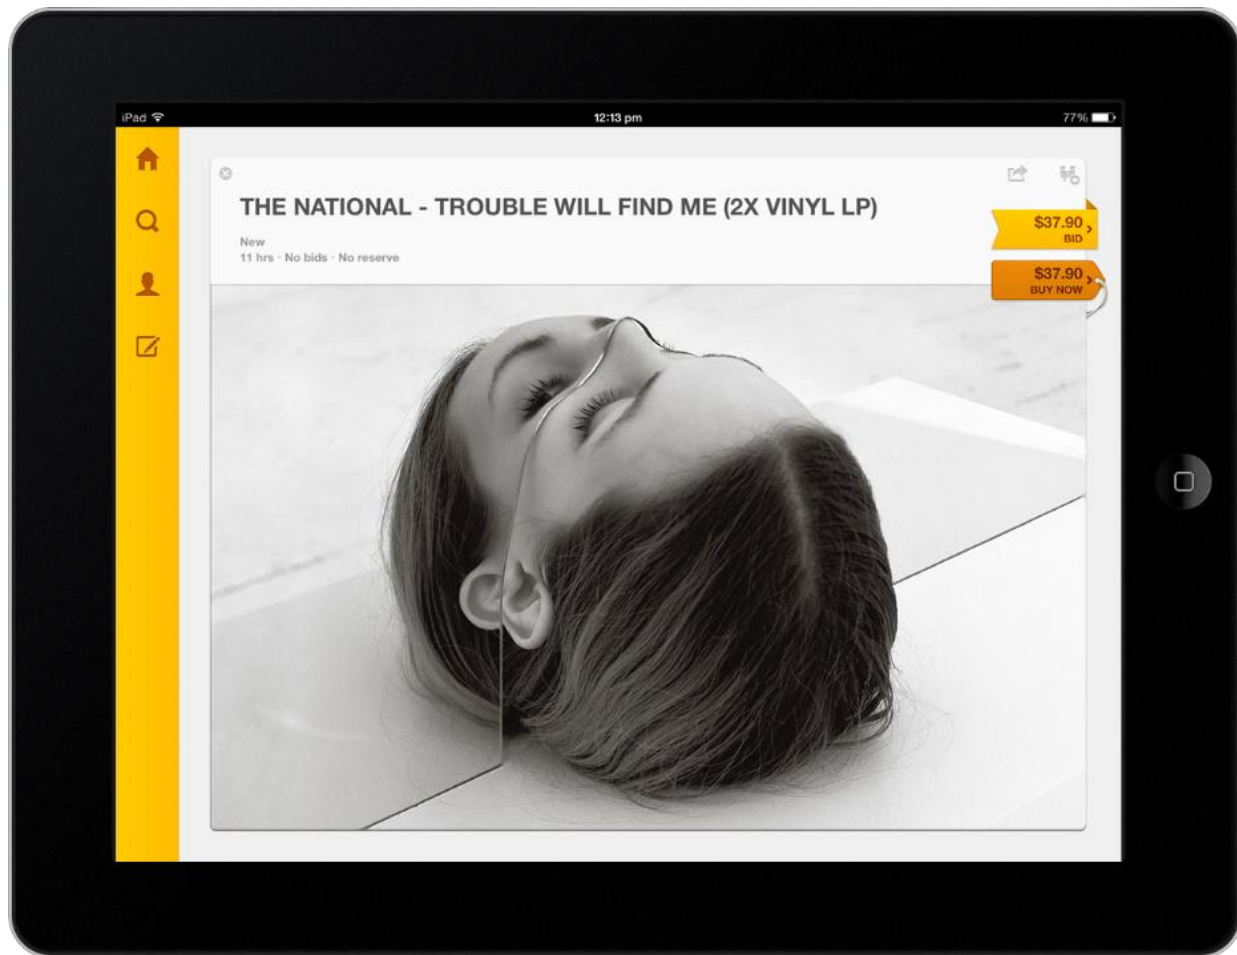 iPad
12:13 pm
77%
THE NATIONAL - TROUBLE WILL FIND ME (2X VINYL LP)
New
11 hrs · No bids · No reserve
$37.90
BID
$37.90
BUY NOW